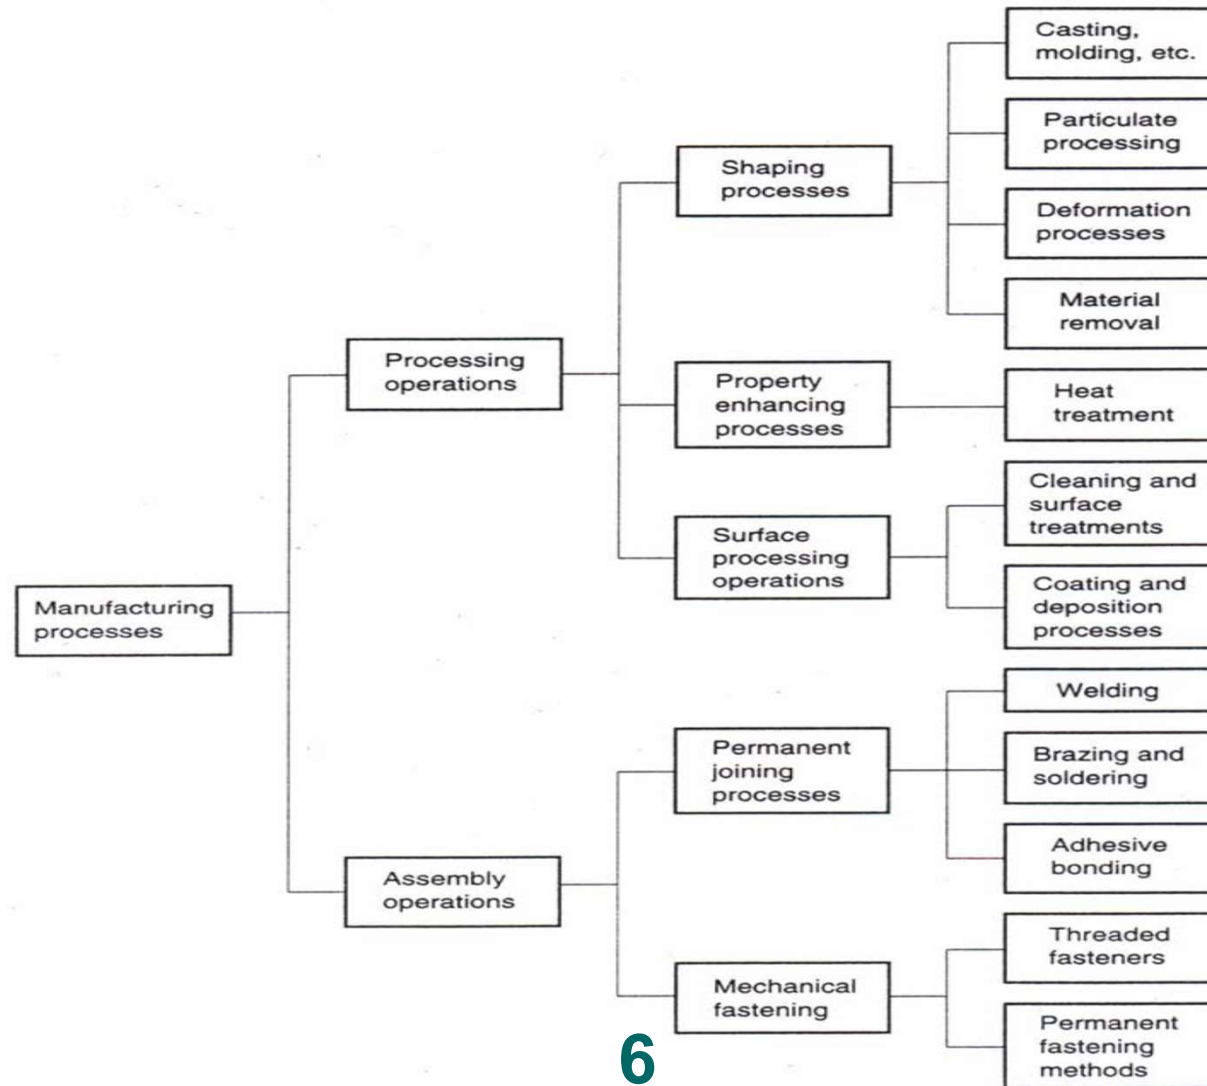 Casting,
molding, etc.
Particulate
processing
Shaping
processes
Deformation
processes
Material
removal
Processing
operations
Property
enhancing
processes
Heat
treatment
Cleaning and
surface
treatments
Surface
processing
operations
Coating and
deposition
processes
Manufacturing
processes
Welding
Permanent
joining
processes
Brazing and
soldering
Adhesive
bonding
Assembly
operations
Threaded
fasteners
Mechanical
fastening
Permanent
fastening
methods
6